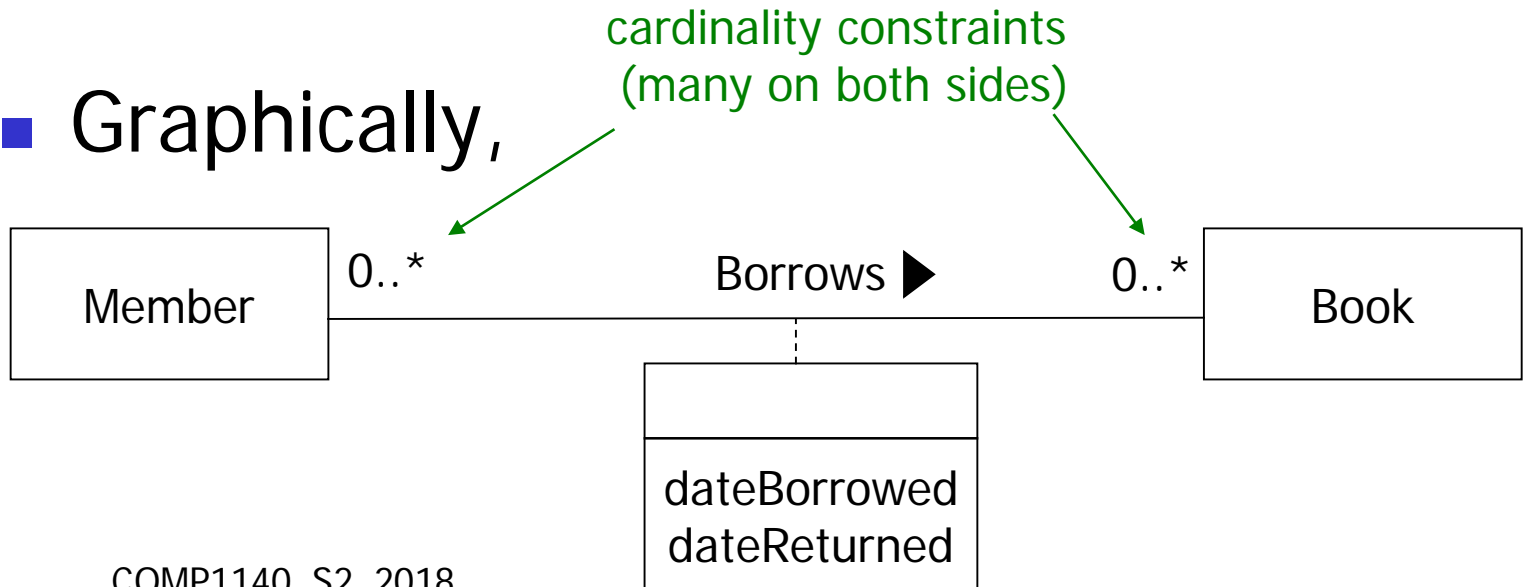 cardinality constraints
(many on both sides)
Graphically,
Member
0..*
Borrows
0..*
Book
dateBorrowed
dateReturned
COMP1140, S2, 2018